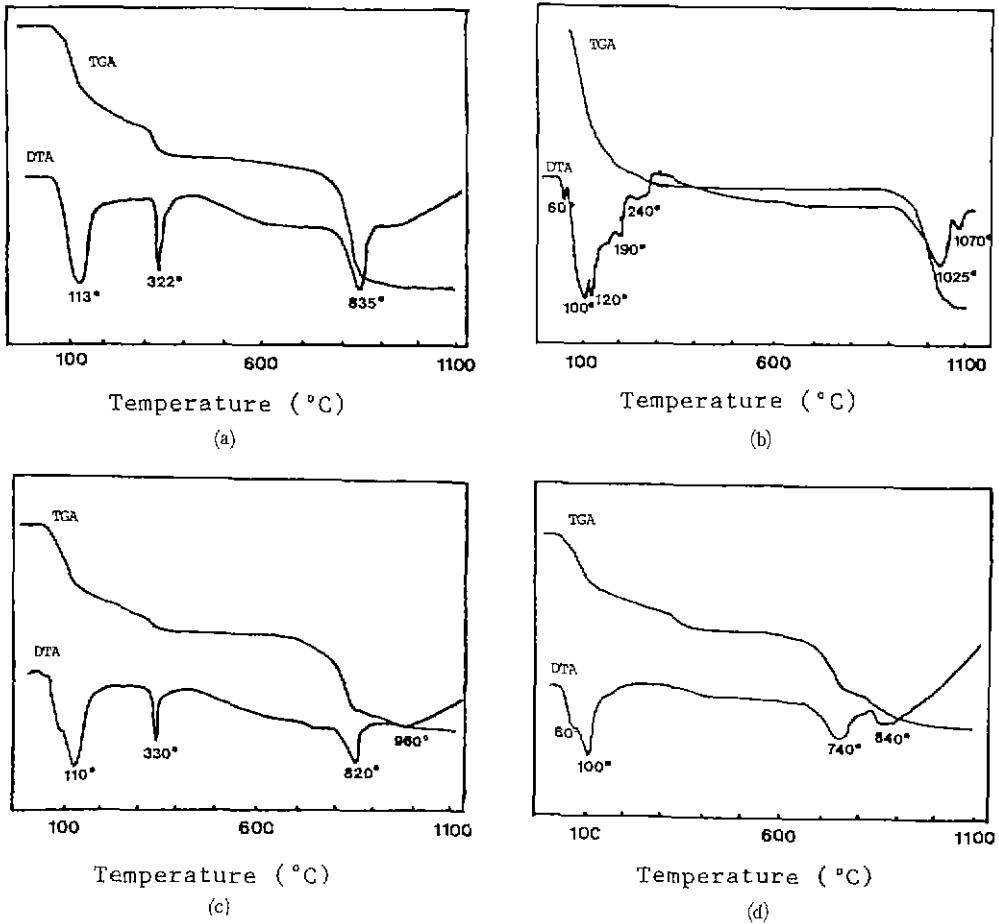 TGA
DTA
113°
322°
835°
100 600 1100
Temperature (°C)
(a)
TGA
DTA
60°
100°
120°
190°
240°
1025°
1070°
100 600 1100
Temperature (°C)
(b)
TGA
DTA
110°
330°
820°
960°
100 600 1100
Temperature (°C)
(c)
TGA
DTA
60°
100°
740°
840°
100 600 1100
Temperature (°C)
(d)